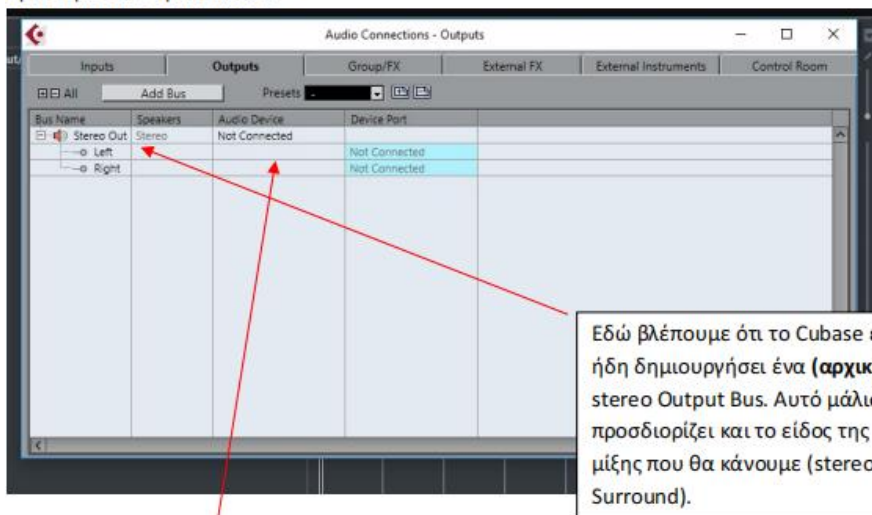 Audio Connections - Outputs
Inputs Outputs Group/FX External FX External Instruments Control Room
All Add Bus Presets -
Bus Name Speakers Audio Device Device Port
Stereo Out Stereo Not Connected
Left Not Connected
Right Not Connected
Εδώ βλέπουμε ότι το Cubase
ήδη δημιουργήσει ένα (αρχικ
stereo Output Bus. Αυτό μάλισ
προσδιορίζει και το είδος της
μίξης που θα κάνουμε (stereo
Surround).